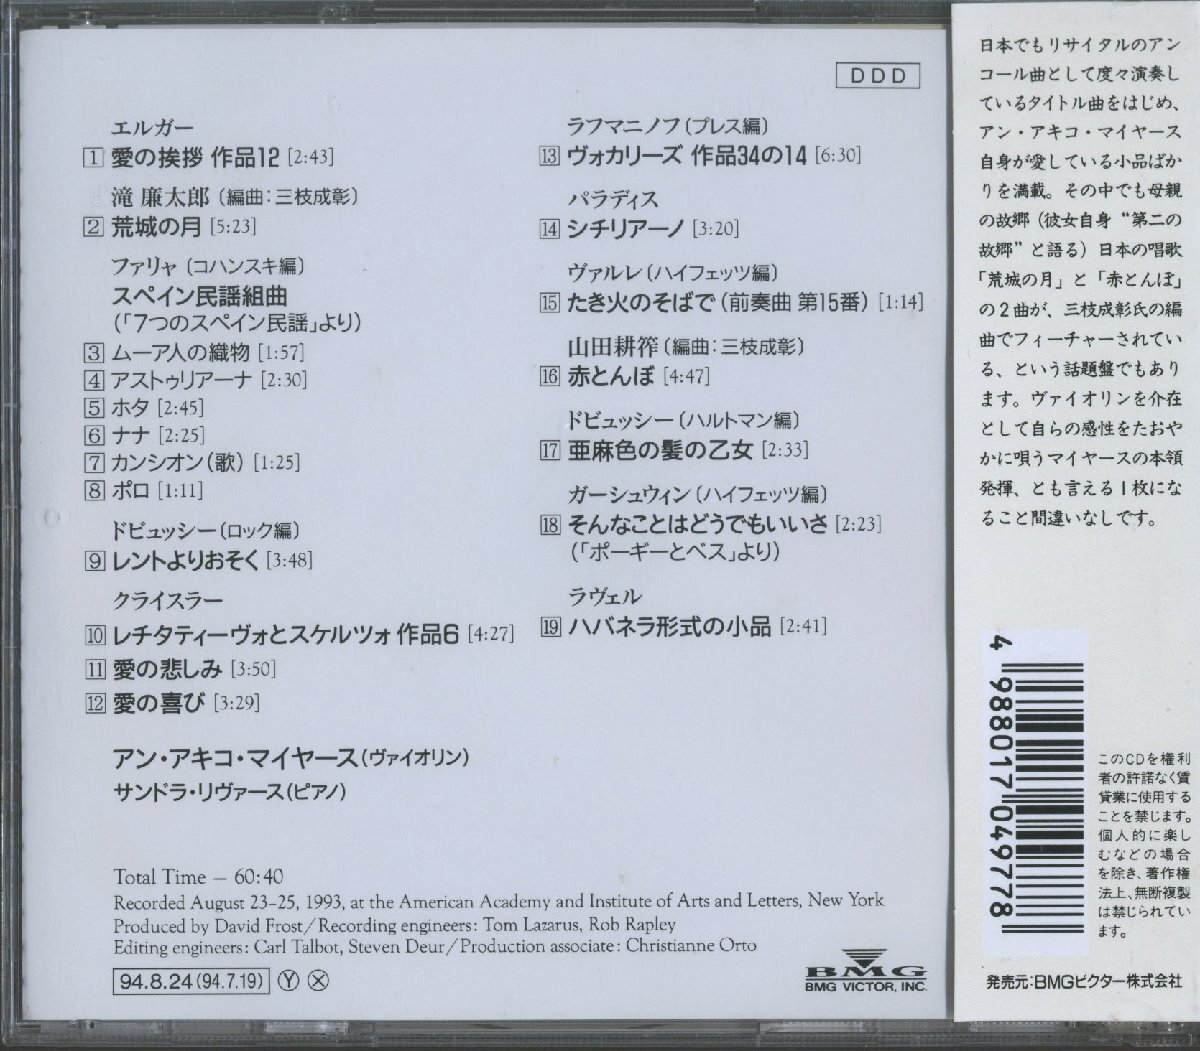 DDD
エルガー
1 愛の挨拶 作品12 [2:43]
滝 廉太郎（編曲：三枝成彰）
2 荒城の月 [5:23]
ファリャ（コハンスキ編）
スペイン民謡組曲
（「7つのスペイン民謡」より）
3 ムーア人の織物 [1:57]
4 アストゥリアーナ [2:30]
5 ホタ [2:45]
6 ナナ [2:25]
7 カンシオン（歌） [1:25]
8 ポロ [1:11]
ドビュッシー（ロック編）
9 レントよりおそく [3:48]
クライスラー
10 レチタティーヴォとスケルツォ 作品6 [4:27]
11 愛の悲しみ [3:50]
12 愛の喜び [3:29]
ラフマニノフ（プレス編）
13 ヴォカリーズ 作品34の14 [6:30]
パラディス
14 シチリアーノ [3:20]
ヴァルレ（ハイフェッツ編）
15 たき火のそばで（前奏曲 第15番） [1:14]
山田耕筰（編曲：三枝成彰）
16 赤とんぼ [4:47]
ドビュッシー（ハルトマン編）
17 亜麻色の髪の乙女 [2:33]
ガーシュウィン（ハイフェッツ編）
18 そんなことはどうでもいいさ [2:23]
（「ポーギーとベス」より）
ラヴェル
19 ハバネラ形式の小品 [2:41]
アン・アキコ・マイヤース（ヴァイオリン）
サンドラ・リヴァース（ピアノ）
Total Time — 60:40
Recorded August 23-25, 1993, at the American Academy and Institute of Arts and Letters, New York
Produced by David Frost/Recording engineers: Tom Lazarus, Rob Rapley
Editing engineers: Carl Talbot, Steven Deur/Production associate: Christianne Orto
94.8.24(94.7.19) Ⓨ Ⓧ
BMG
BMG VICTOR, INC.
日本でもリサイタルのアン
コール曲として度々演奏し
ているタイトル曲をはじめ、
アン・アキコ・マイヤース
自身が愛している小品ばか
りを満載。その中でも母親
の故郷（彼女自身“第二の
故郷”と語る）日本の唱歌
「荒城の月」と「赤とんぼ」
の2曲が、三枝成彰氏の編
曲でフィーチャーされてい
る、という話題盤でもあり
ます。ヴァイオリンを介在
として自らの感性をたおや
かに唄うマイヤースの本領
発揮、とも言える1枚にな
ること間違いなしです。
4 988017 049778
このCDを権利
者の許諾なく賃
貸業に使用する
ことを禁じます。
個人的に楽し
むなどの場合
を除き、著作権
法上、無断複製
は禁じられてい
ます。
発売元：BMGビクター株式会社